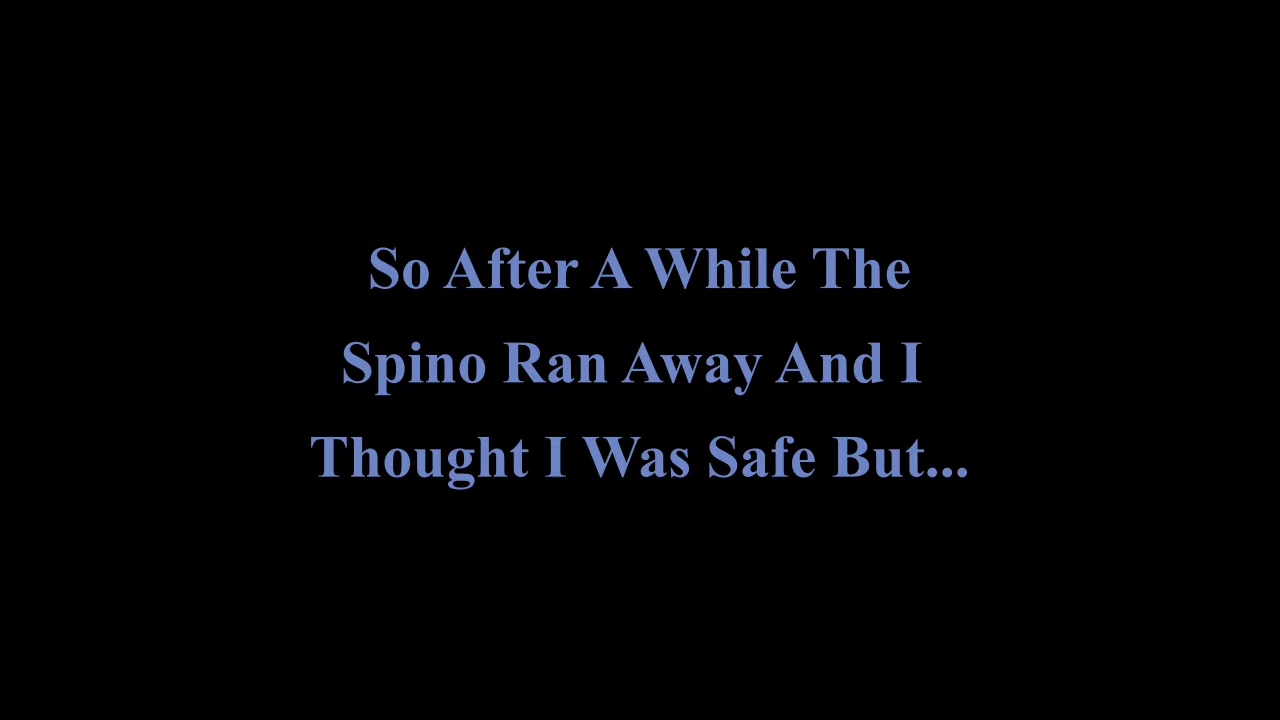 So After A While The
Spino Ran Away And I
Thought I Was Safe But...